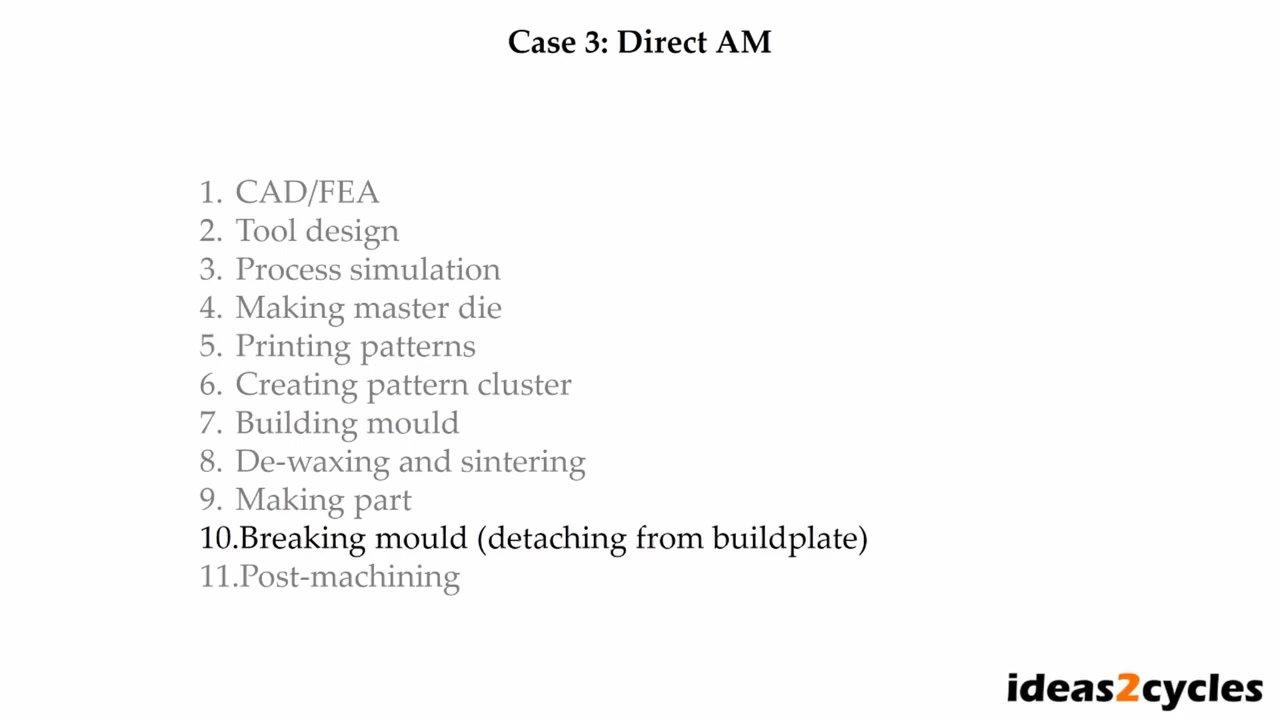 Case 3: Direct AM
1. CAD/FEA
2. Tool design
3. Process simulation
4. Making master die
5. Printing patterns
6. Creating pattern cluster
7. Building mould
8. De-waxing and sintering
9. Making part
10.Breaking mould (detaching from buildplate)
11.Post-machining
ideas2cycles